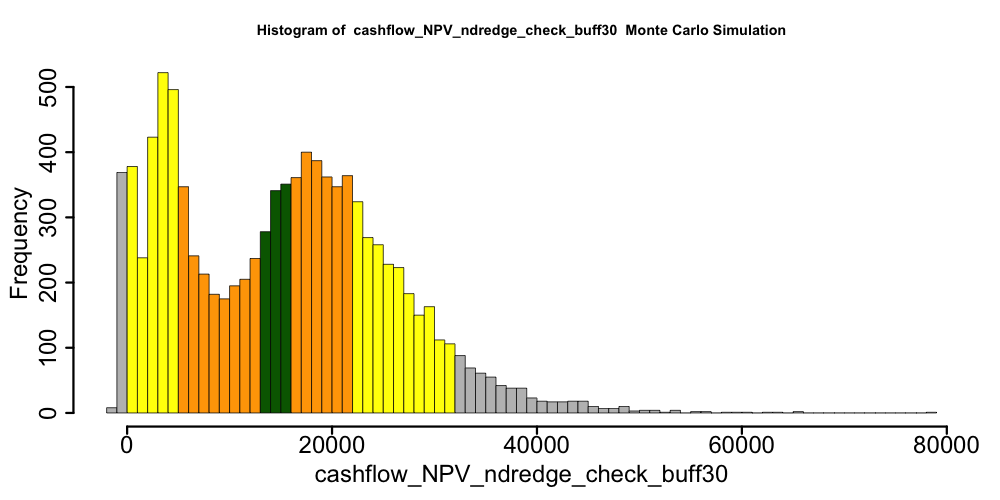 Histogram of  cashflow_NPV_ndredge_check_buff30  Monte Carlo Simulation
Frequency
500
400
300
200
100
0
0 20000 40000 60000 80000
cashflow_NPV_ndredge_check_buff30